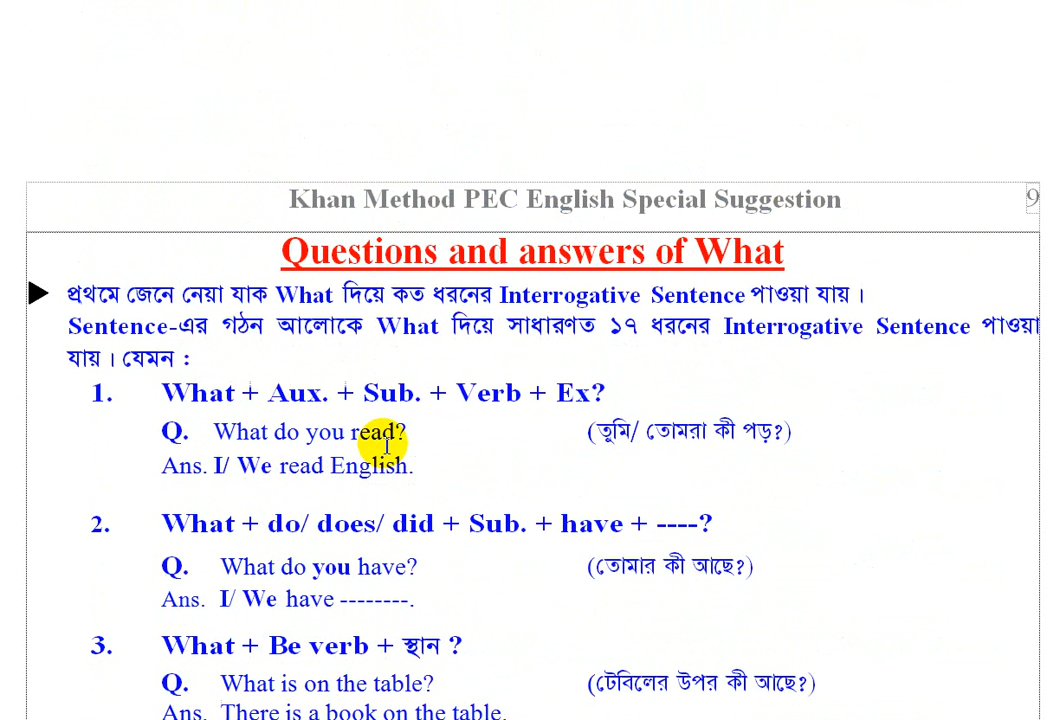 Khan Method PEC English Special Suggestion 9
Questions and answers of What
প্রথমে জেনে নেয়া যাক What দিয়ে কত ধরনের Interrogative Sentence পাওয়া যায় ।
Sentence-এর গঠন আলোকে What দিয়ে সাধারণত ১৭ ধরনের Interrogative Sentence পাওয়া
যায় । যেমন :
1. What + Aux. + Sub. + Verb + Ex?
Q. What do you read? (তুমি/ তোমরা কী পড়?)
Ans. I/ We read English.
2. What + do/ does/ did + Sub. + have + ----?
Q. What do you have? (তোমার কী আছে?)
Ans. I/ We have --------.
3. What + Be verb + স্থান ?
Q. What is on the table? (টেবিলের উপর কী আছে?)
Ans. There is a book on the table.